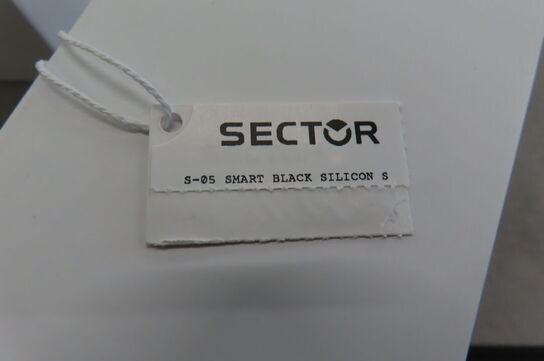 SECTOR
S-05 SMART BLACK SILICON S